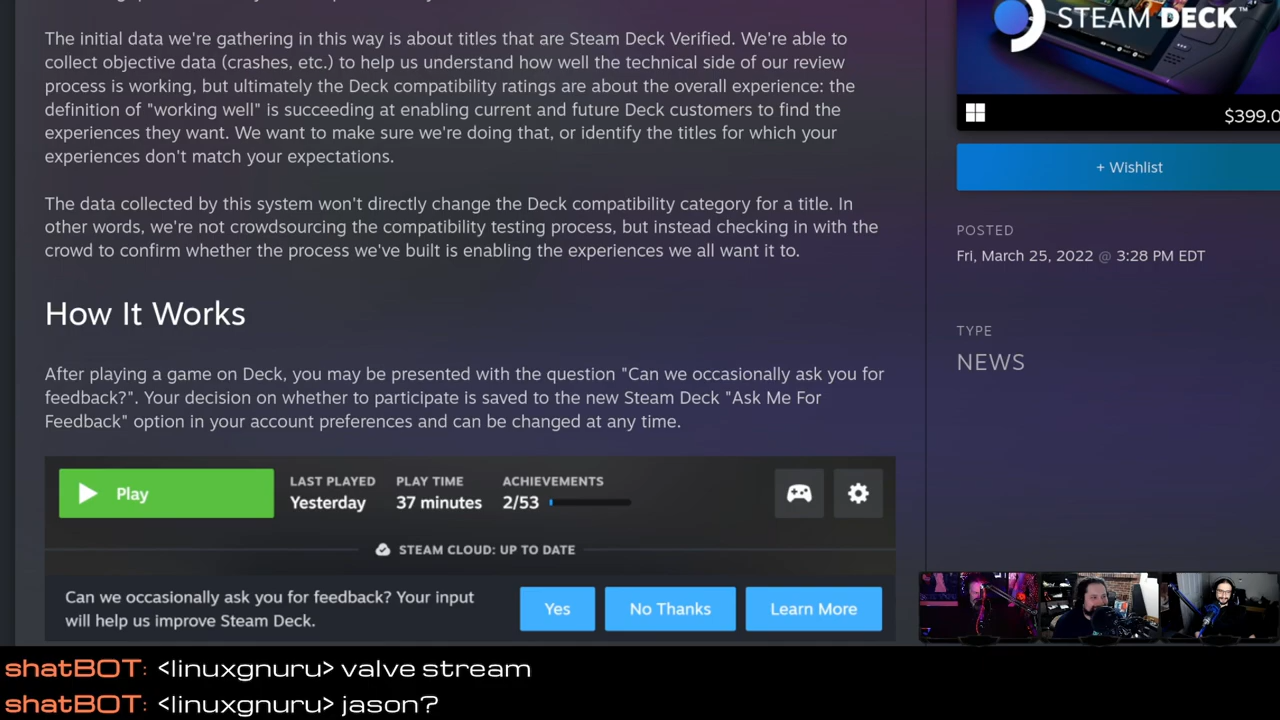 The initial data we're gathering in this way is about titles that are Steam Deck Verified. We're able to
collect objective data (crashes, etc.) to help us understand how well the technical side of our review
process is working, but ultimately the Deck compatibility ratings are about the overall experience: the
definition of "working well" is succeeding at enabling current and future Deck customers to find the
experiences they want. We want to make sure we're doing that, or identify the titles for which your
experiences don't match your expectations.
The data collected by this system won't directly change the Deck compatibility category for a title. In
other words, we're not crowdsourcing the compatibility testing process, but instead checking in with the
crowd to confirm whether the process we've built is enabling the experiences we all want it to.
How It Works
After playing a game on Deck, you may be presented with the question "Can we occasionally ask you for
feedback?". Your decision on whether to participate is saved to the new Steam Deck "Ask Me For
Feedback" option in your account preferences and can be changed at any time.
Play
LAST PLAYED
Yesterday
PLAY TIME
37 minutes
ACHIEVEMENTS
2/53
STEAM CLOUD: UP TO DATE
Can we occasionally ask you for feedback? Your input
will help us improve Steam Deck.
Yes
No Thanks
Learn More
STEAM DECK™
$399.0
+ Wishlist
POSTED
Fri, March 25, 2022 @ 3:28 PM EDT
TYPE
NEWS
shatBOT: <linuxgnuru> valve stream
shatBOT: <linuxgnuru> jason?